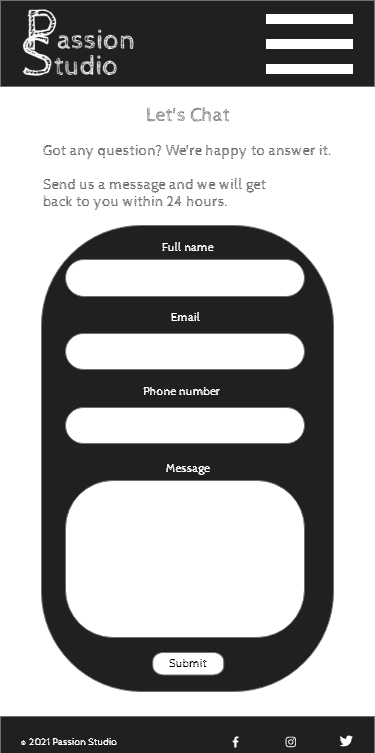 Passion
Studio
Let's Chat
Got any question? We're happy to answer it.
Send us a message and we will get
back to you within 24 hours.
Full name
Email
Phone number
Message
Submit
© 2021 Passion Studio